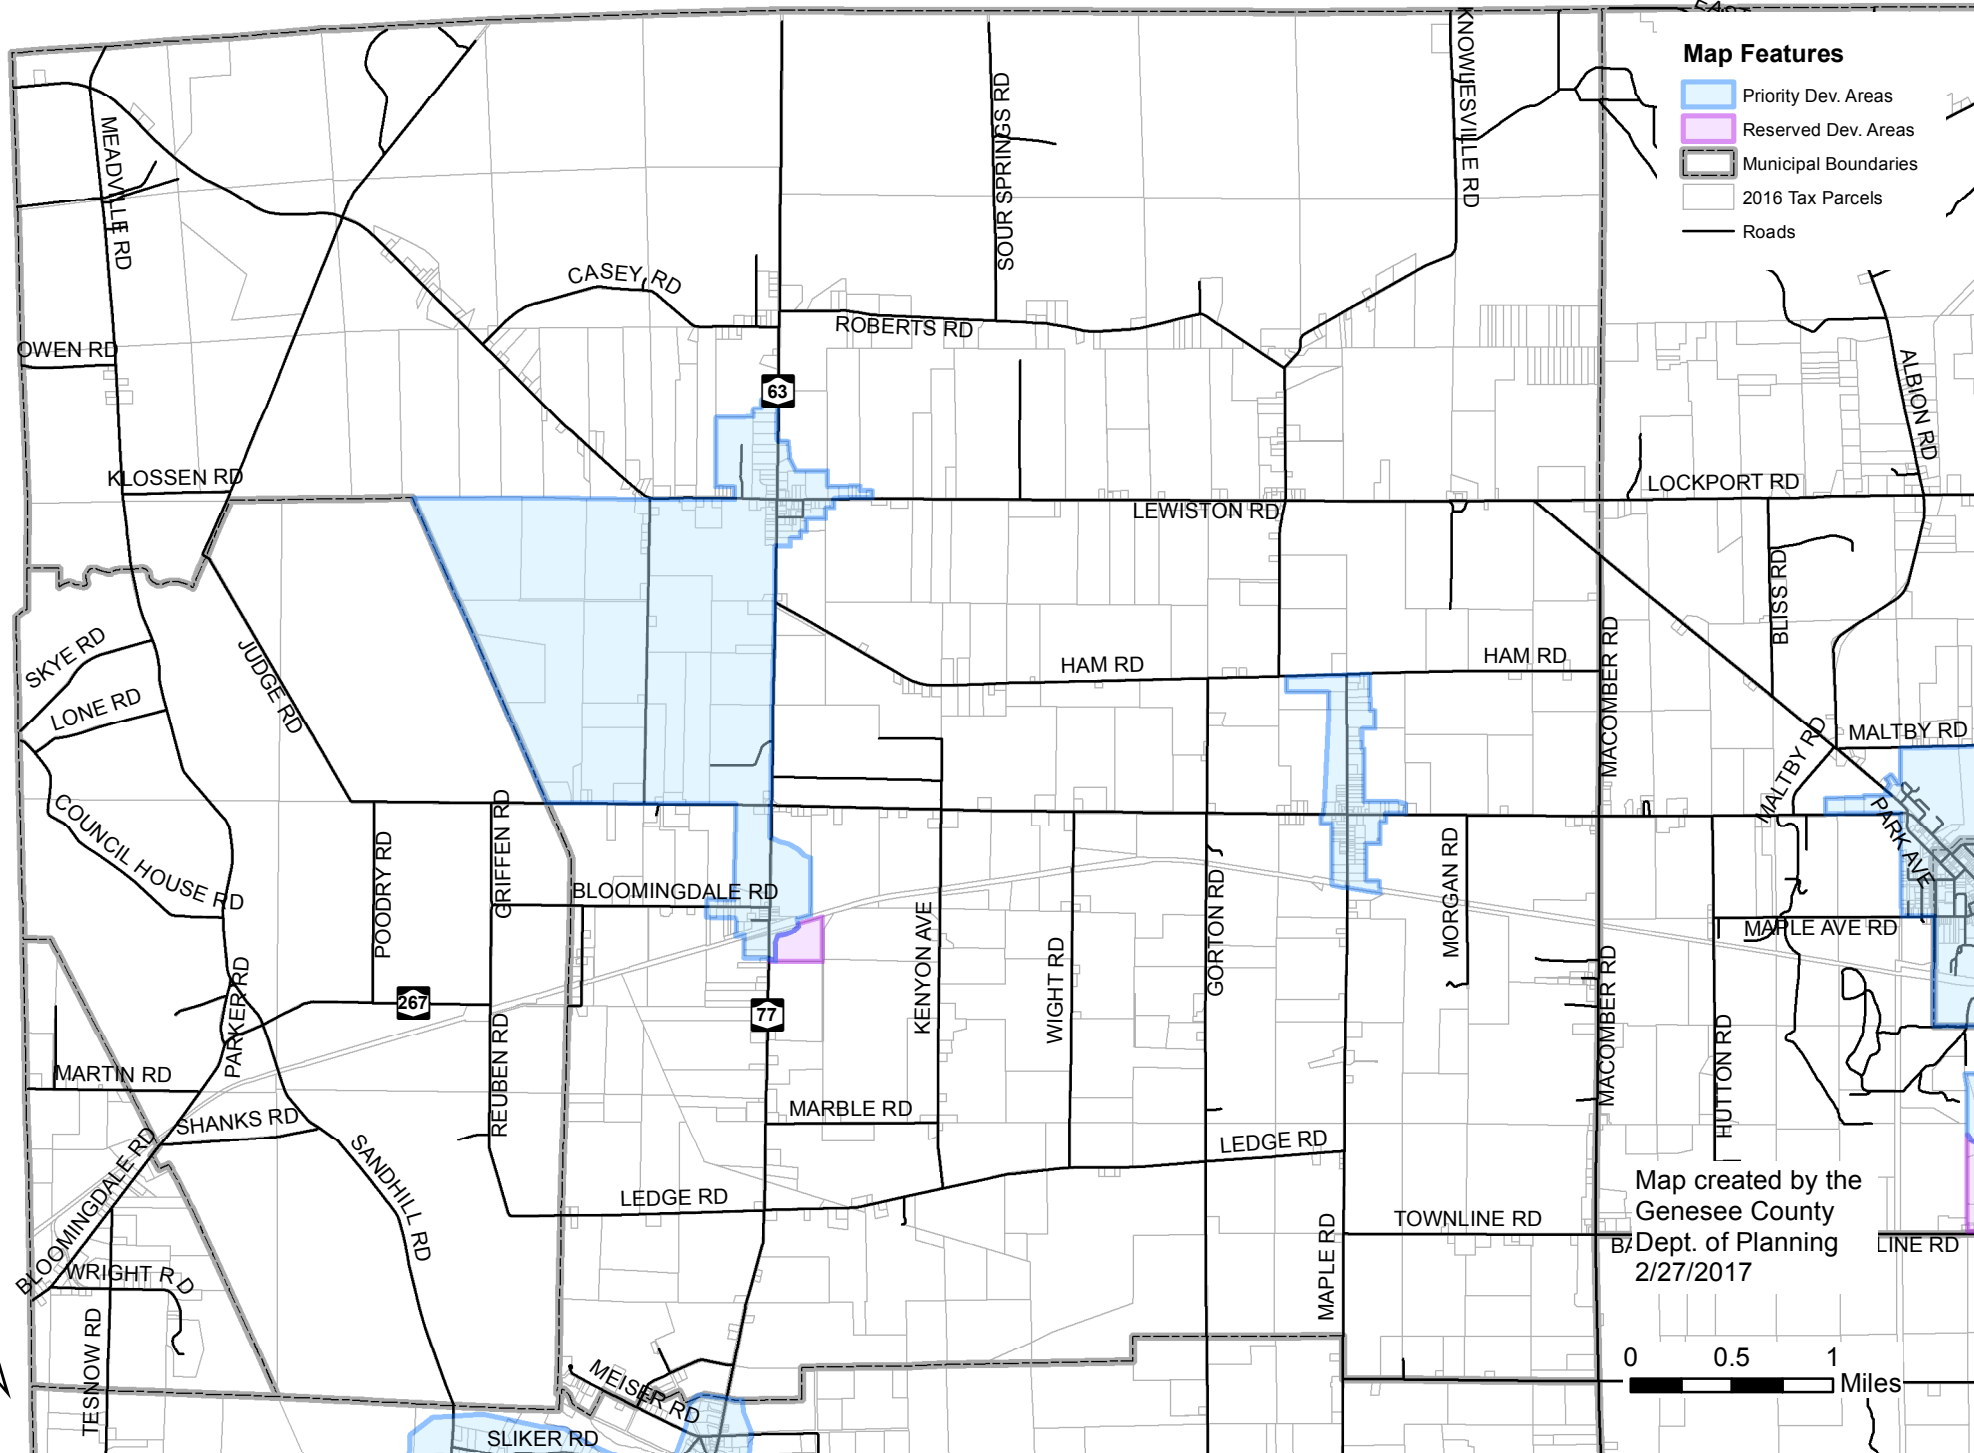 EAST
Map Features
Priority Dev. Areas
Reserved Dev. Areas
Municipal Boundaries
2016 Tax Parcels
Roads
KNOWLESVILLE RD
SOUR SPRINGS RD
MEADVILLE RD
CASEY RD
ROBERTS RD
OWEN RD
63
ALBION RD
KLOSSEN RD
LOCKPORT RD
LEWISTON RD
BLISS RD
SKYE RD
JUDGE RD
HAM RD
HAM RD
MACOMBER RD
LONE RD
MALTBY RD
MALTBY RD
COUNCIL HOUSE RD
POODRY RD
GRIFFEN RD
PARK AVE
BLOOMINGDALE RD
MORGAN RD
GORTON RD
MAPLE AVE RD
KENYON AVE
WIGHT RD
PARKER RD
267
77
MACOMBER RD
REUBEN RD
HUTTON RD
MARTIN RD
MARBLE RD
SHANKS RD
LEDGE RD
BLOOMINGDALE RD
SANDHILL RD
LEDGE RD
Map created by the
Genesee County
Dept. of Planning
2/27/2017
TOWNLINE RD
MAPLE RD
BA
LINE RD
WRIGHT RD
TESNOW RD
0 0.5 1
Miles
MEISER RD
SLIKER RD